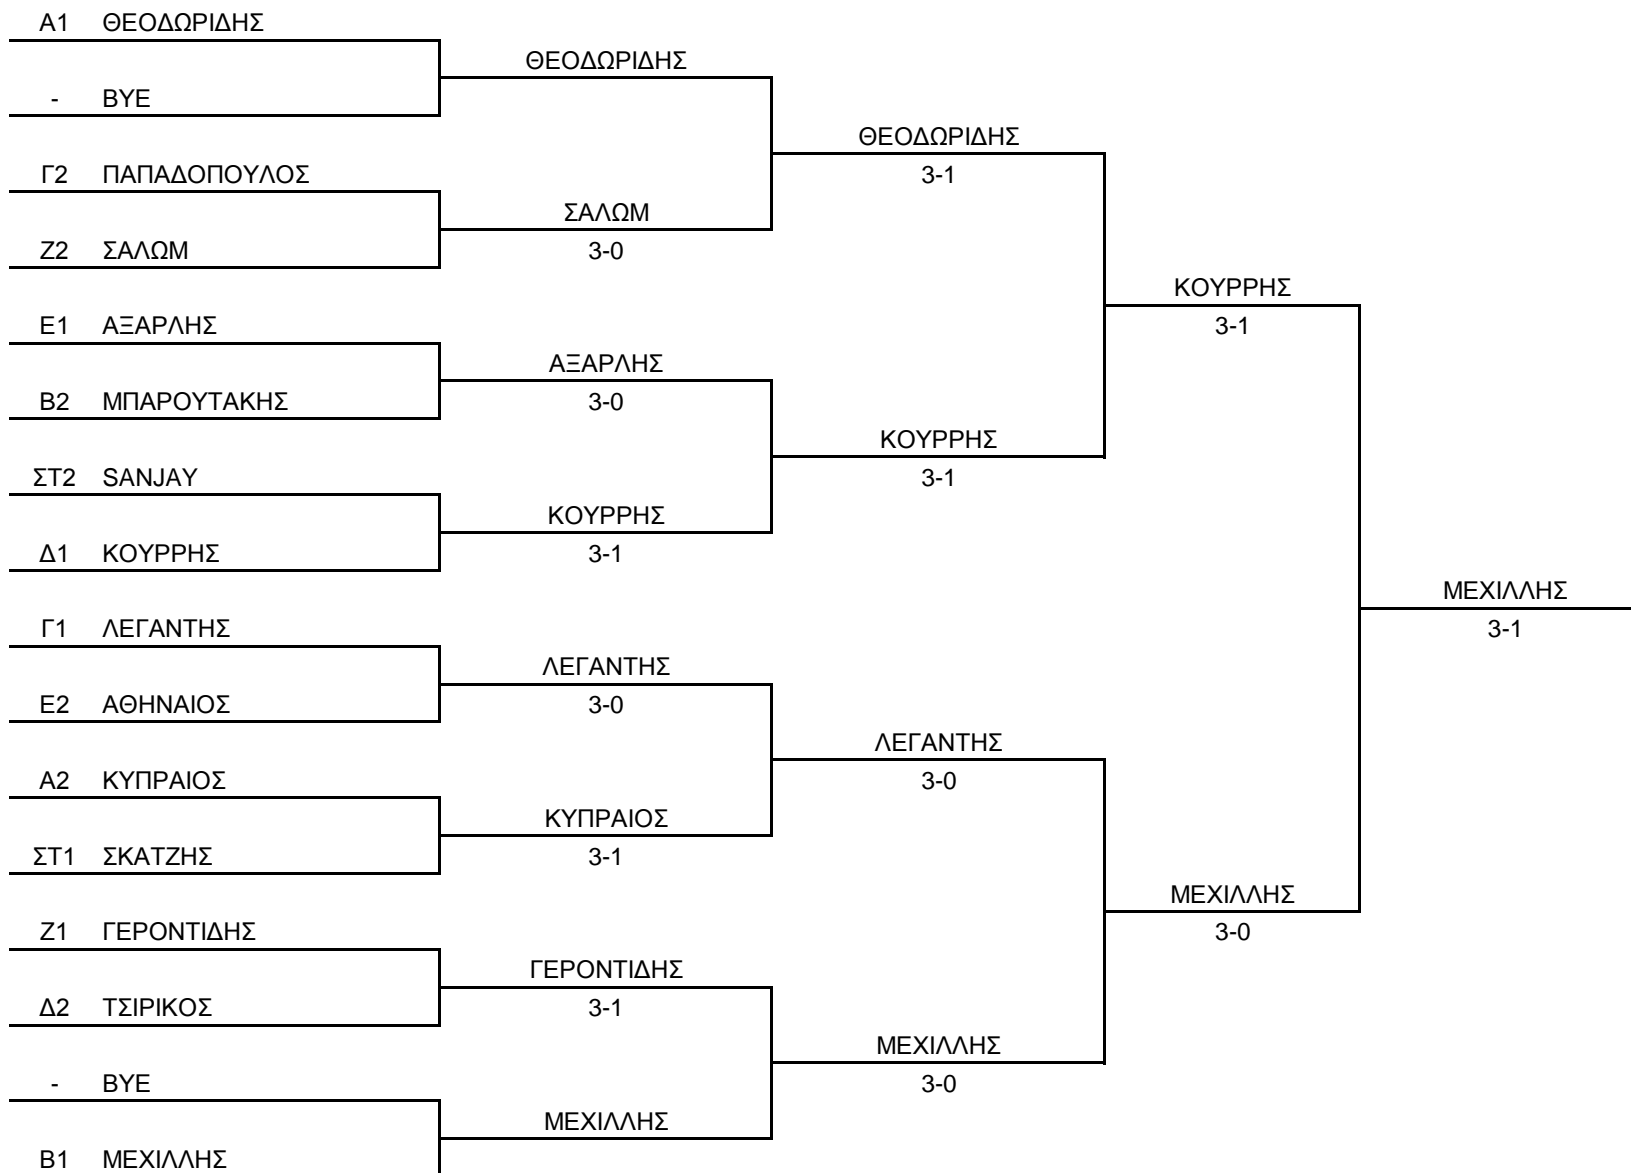 Α1 ΘΕΟΔΩΡΙΔΗΣ
ΘΕΟΔΩΡΙΔΗΣ
- BYE
ΘΕΟΔΩΡΙΔΗΣ
Γ2 ΠΑΠΑΔΟΠΟΥΛΟΣ
3-1
ΣΑΛΩΜ
Ζ2 ΣΑΛΩΜ
3-0
ΚΟΥΡΡΗΣ
Ε1 ΑΞΑΡΛΗΣ
3-1
ΑΞΑΡΛΗΣ
Β2 ΜΠΑΡΟΥΤΑΚΗΣ
3-0
ΚΟΥΡΡΗΣ
ΣΤ2 SANJAY
3-1
ΚΟΥΡΡΗΣ
Δ1 ΚΟΥΡΡΗΣ
3-1
ΜΕΧΙΛΛΗΣ
Γ1 ΛΕΓΑΝΤΗΣ
3-1
ΛΕΓΑΝΤΗΣ
Ε2 ΑΘΗΝΑΙΟΣ
3-0
ΛΕΓΑΝΤΗΣ
Α2 ΚΥΠΡΑΙΟΣ
3-0
ΚΥΠΡΑΙΟΣ
ΣΤ1 ΣΚΑΤΖΗΣ
3-1
ΜΕΧΙΛΛΗΣ
Ζ1 ΓΕΡΟΝΤΙΔΗΣ
3-0
ΓΕΡΟΝΤΙΔΗΣ
Δ2 ΤΣΙΡΙΚΟΣ
3-1
ΜΕΧΙΛΛΗΣ
- BYE
3-0
ΜΕΧΙΛΛΗΣ
Β1 ΜΕΧΙΛΛΗΣ